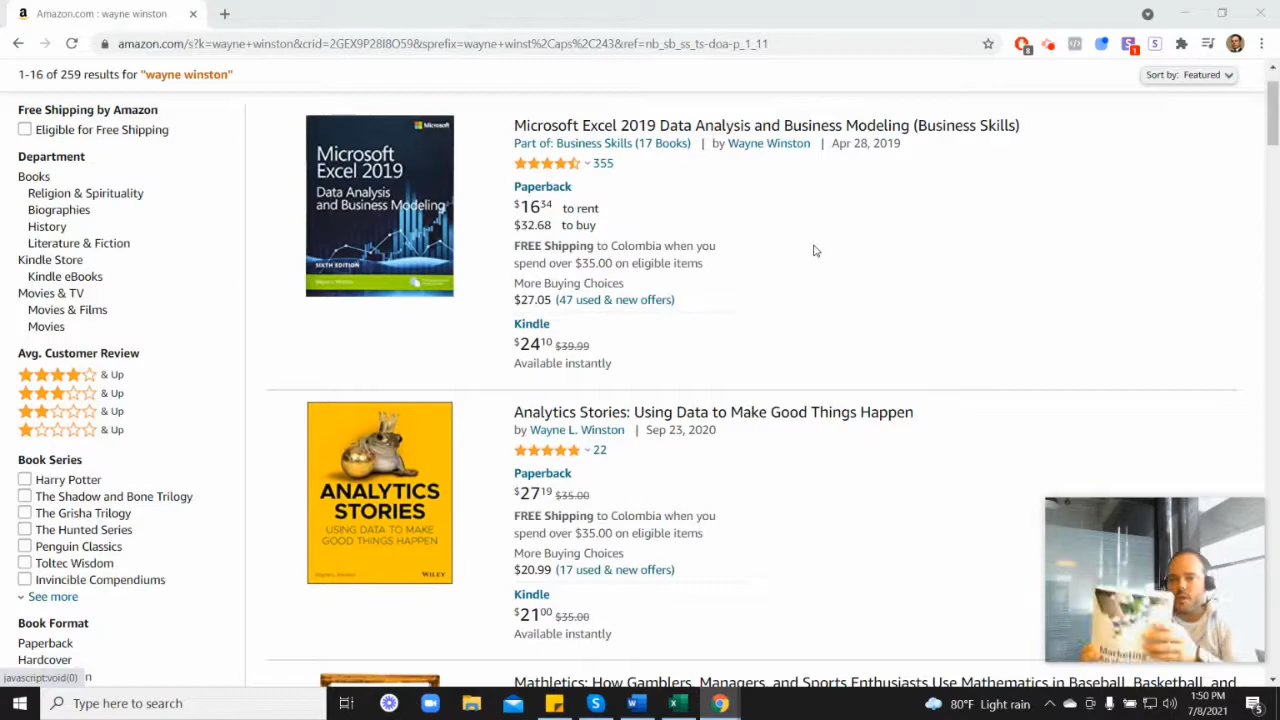 Amazon.com : wayne winston
amazon.com/s?k=wayne+winston&crid=2GEX9P28I8O59&sprefix=wayne+winst%2Caps%2C243&ref=nb_sb_ss_ts-doa-p_1_11
8
1
1-16 of 259 results for "wayne winston"
Sort by: Featured
Free Shipping by Amazon
Eligible for Free Shipping
Department
Books
Religion & Spirituality
Biographies
History
Literature & Fiction
Kindle Store
Kindle eBooks
Movies & TV
Movies & Films
Movies
Avg. Customer Review
& Up
& Up
& Up
& Up
Book Series
Harry Potter
The Shadow and Bone Trilogy
The Grisha Trilogy
The Hunted Series
Penguin Classics
Toltec Wisdom
Invincible Compendiums
See more
Book Format
Paperback
Hardcover
javascript:void(0)
Microsoft
Microsoft
Excel 2019
Data Analysis
and Business Modeling
SIXTH EDITION
Wayne L. Winston
Microsoft Excel 2019 Data Analysis and Business Modeling (Business Skills)
Part of: Business Skills (17 Books) | by Wayne Winston | Apr 28, 2019
355
Paperback
$16 34 to rent
$32.68 to buy
FREE Shipping to Colombia when you
spend over $35.00 on eligible items
More Buying Choices
$27.05 (47 used & new offers)
Kindle
$24 10 $39.99
Available instantly
ANALYTICS
STORIES
USING DATA TO MAKE
GOOD THINGS HAPPEN
WILEY
Analytics Stories: Using Data to Make Good Things Happen
by Wayne L. Winston | Sep 23, 2020
22
Paperback
$27 19 $35.00
FREE Shipping to Colombia when you
spend over $35.00 on eligible items
More Buying Choices
$20.99 (17 used & new offers)
Kindle
$21 00 $35.00
Available instantly
Mathletics: How Gamblers, Managers, and Sports Enthusiasts Use Mathematics in Baseball, Basketball, and
Marketing
Type here to search
80°F Light rain
1:50 PM
7/8/2021
5